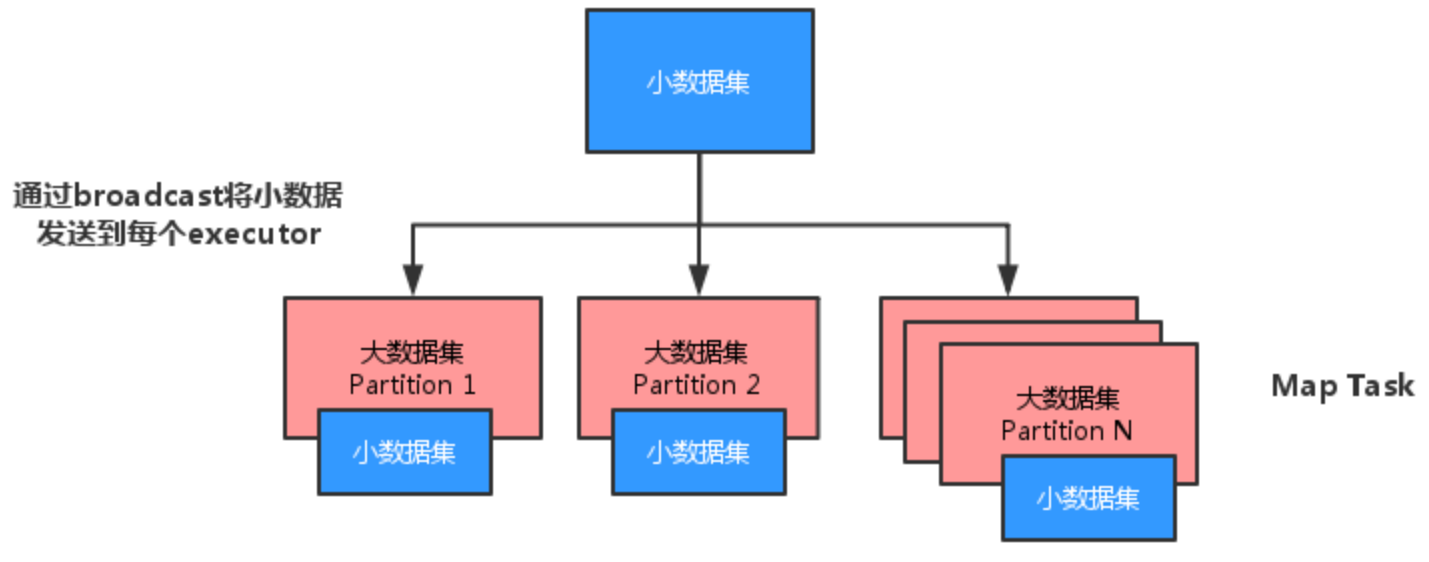 小数据集
通过broadcast将小数据
发送到每个executor
大数据集
Partition 1
小数据集
大数据集
Partition 2
小数据集
大数据集
Partition N
小数据集
Map Task